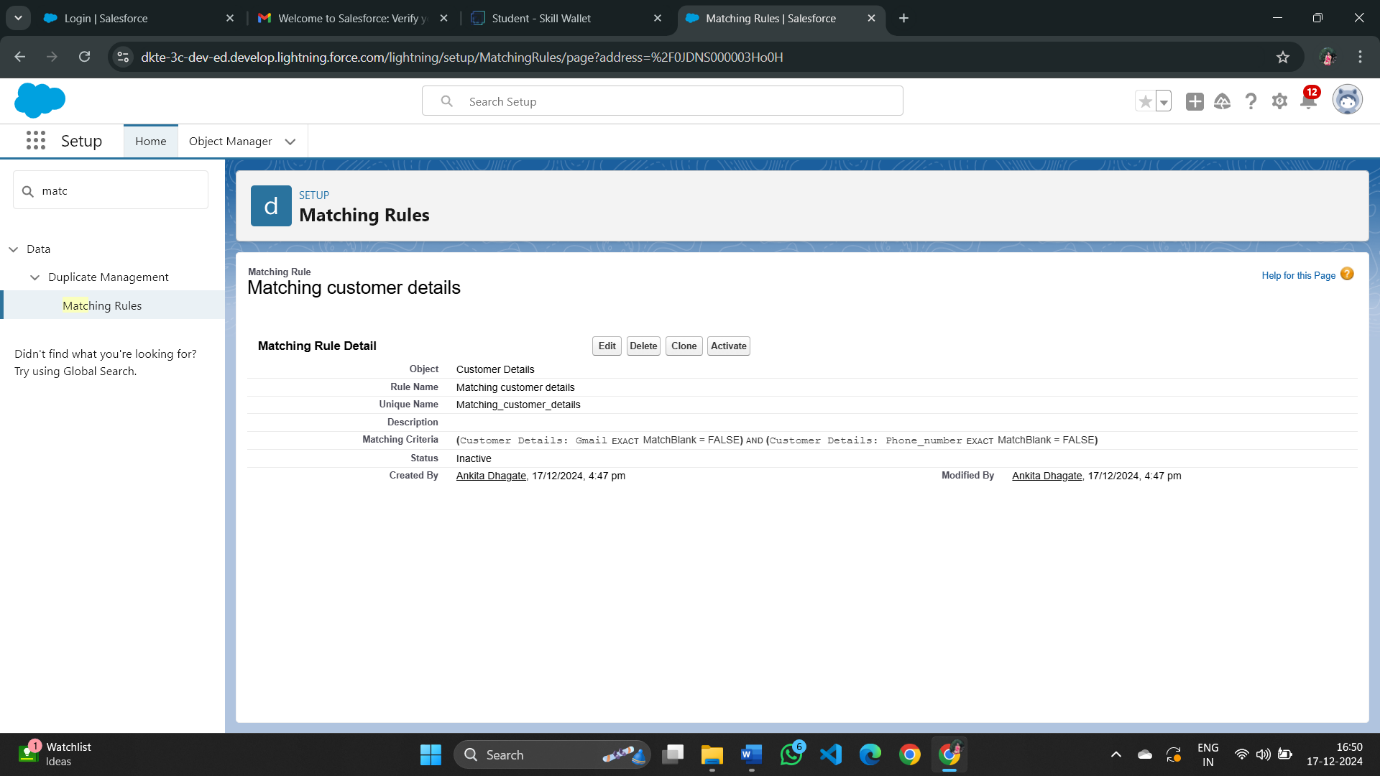 Login | Salesforce
Welcome to Salesforce: Verify y
Student - Skill Wallet
Matching Rules | Salesforce
dkte-3c-dev-ed.develop.lightning.force.com/lightning/setup/MatchingRules/page?address=%2F0JDNS000003Ho0H
Search Setup
12
Setup
Home
Object Manager
matc
Data
Duplicate Management
Matching Rules
Didn't find what you're looking for?
Try using Global Search.
d
SETUP
Matching Rules
Matching Rule
Matching customer details
Help for this Page
Matching Rule Detail
Edit Delete Clone Activate
Object Customer Details
Rule Name Matching customer details
Unique Name Matching_customer_details
Description
Matching Criteria (Customer Details: Gmail EXACT MatchBlank = FALSE) AND (Customer Details: Phone_number EXACT MatchBlank = FALSE)
Status Inactive
Created By Ankita Dhagate, 17/12/2024, 4:47 pm Modified By Ankita Dhagate, 17/12/2024, 4:47 pm
1
Watchlist
Ideas
Search
6
ENG
IN
16:50
17-12-2024